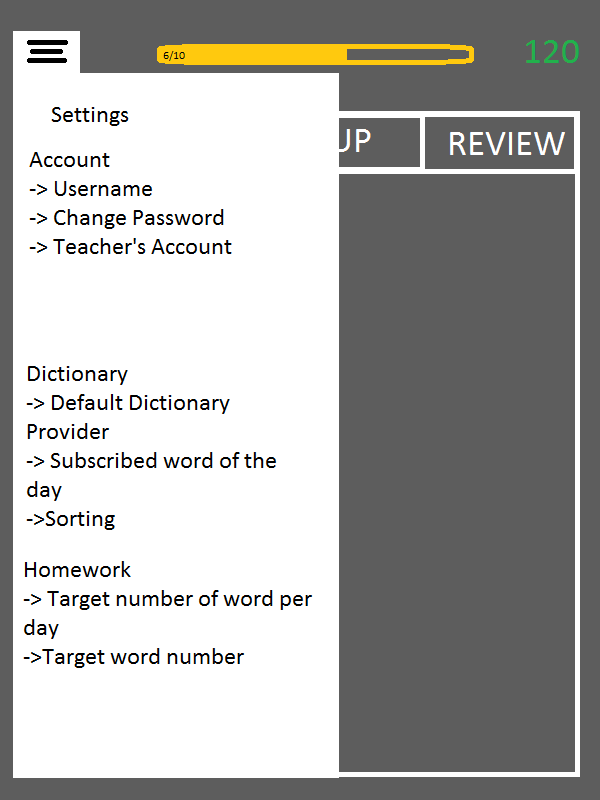 6/10
120
Settings
UP
REVIEW
Account
-> Username
-> Change Password
-> Teacher's Account
Dictionary
-> Default Dictionary
Provider
-> Subscribed word of the
day
->Sorting
Homework
-> Target number of word per
day
->Target word number